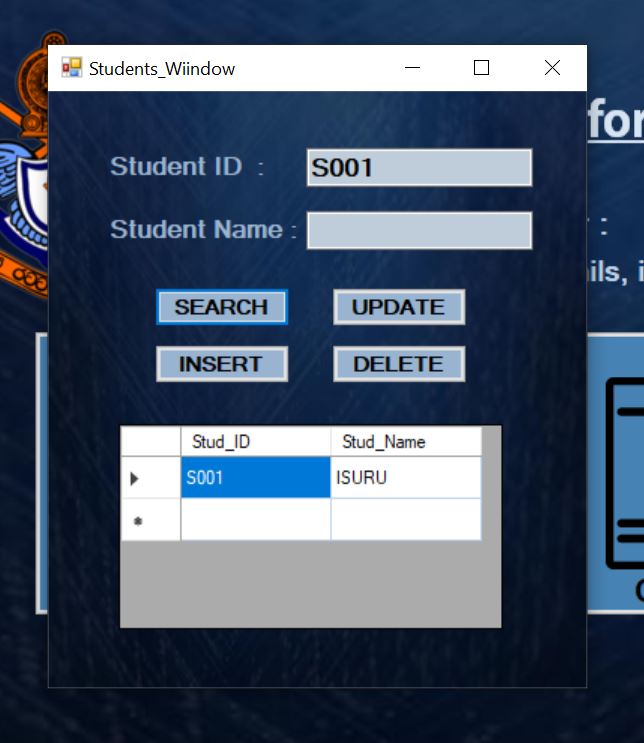 Students_Wiindow
for
Student ID  :
S001
Student Name :
:
ils, i
SEARCH
UPDATE
INSERT
DELETE
Stud_ID
Stud_Name
S001
ISURU
*